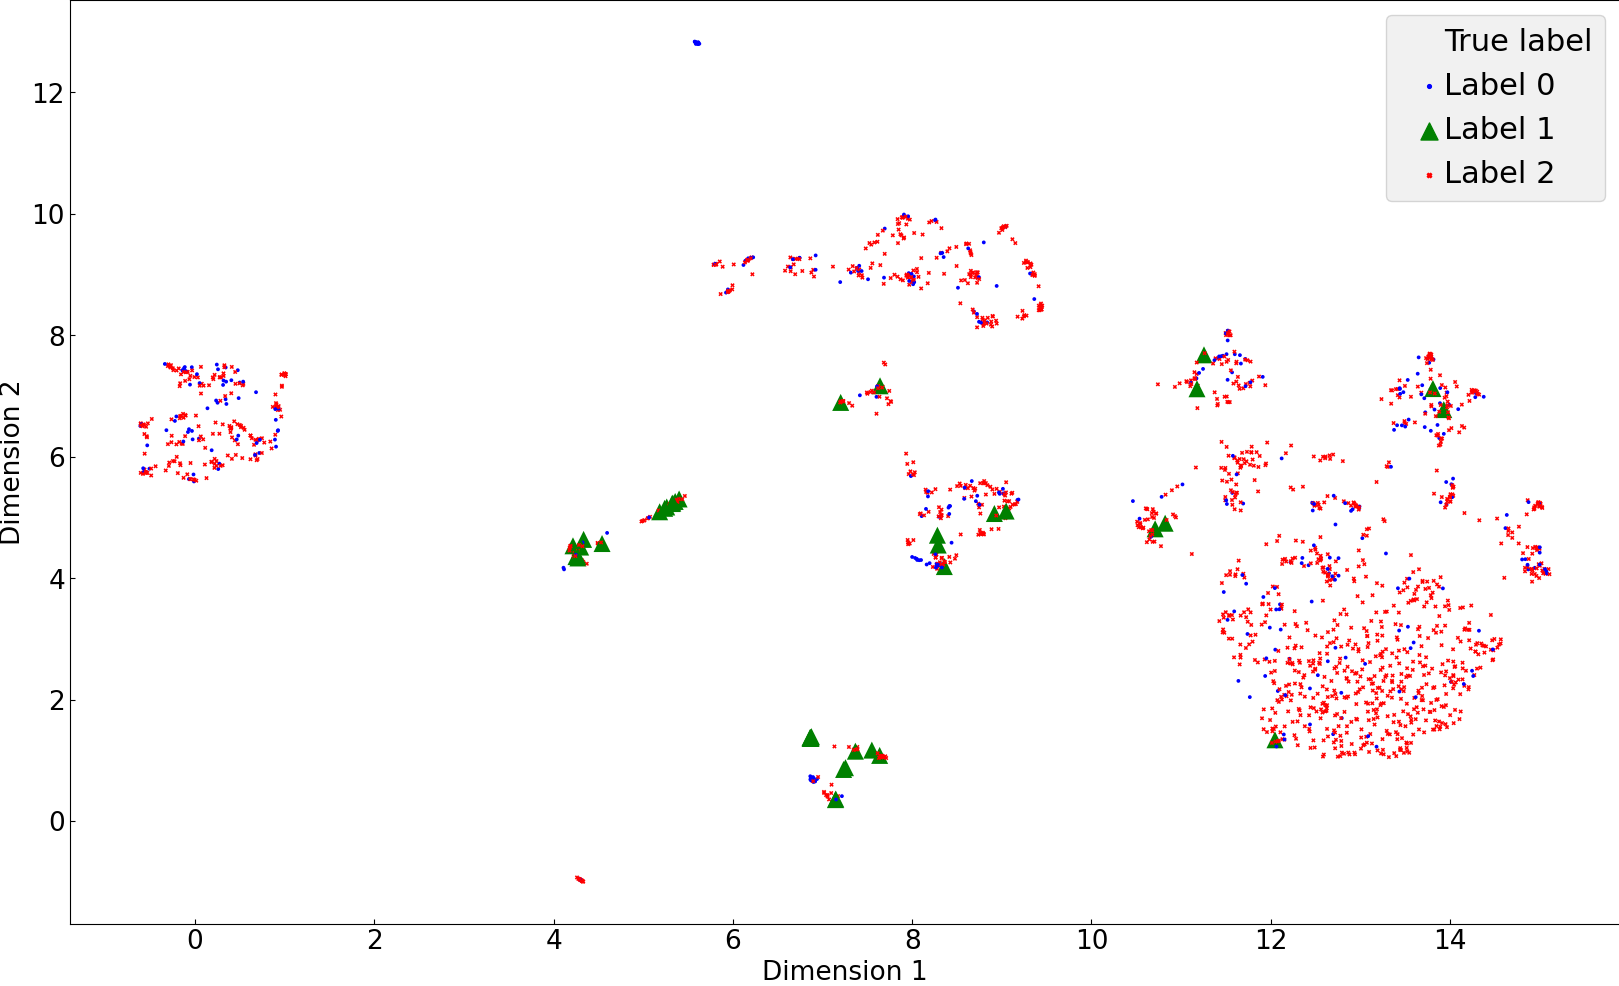 True label
Label 0
Label 1
Label 2
12
10
8
6
4
2
0
Dimension 2
0 2 4 6 8 10 12 14
Dimension 1